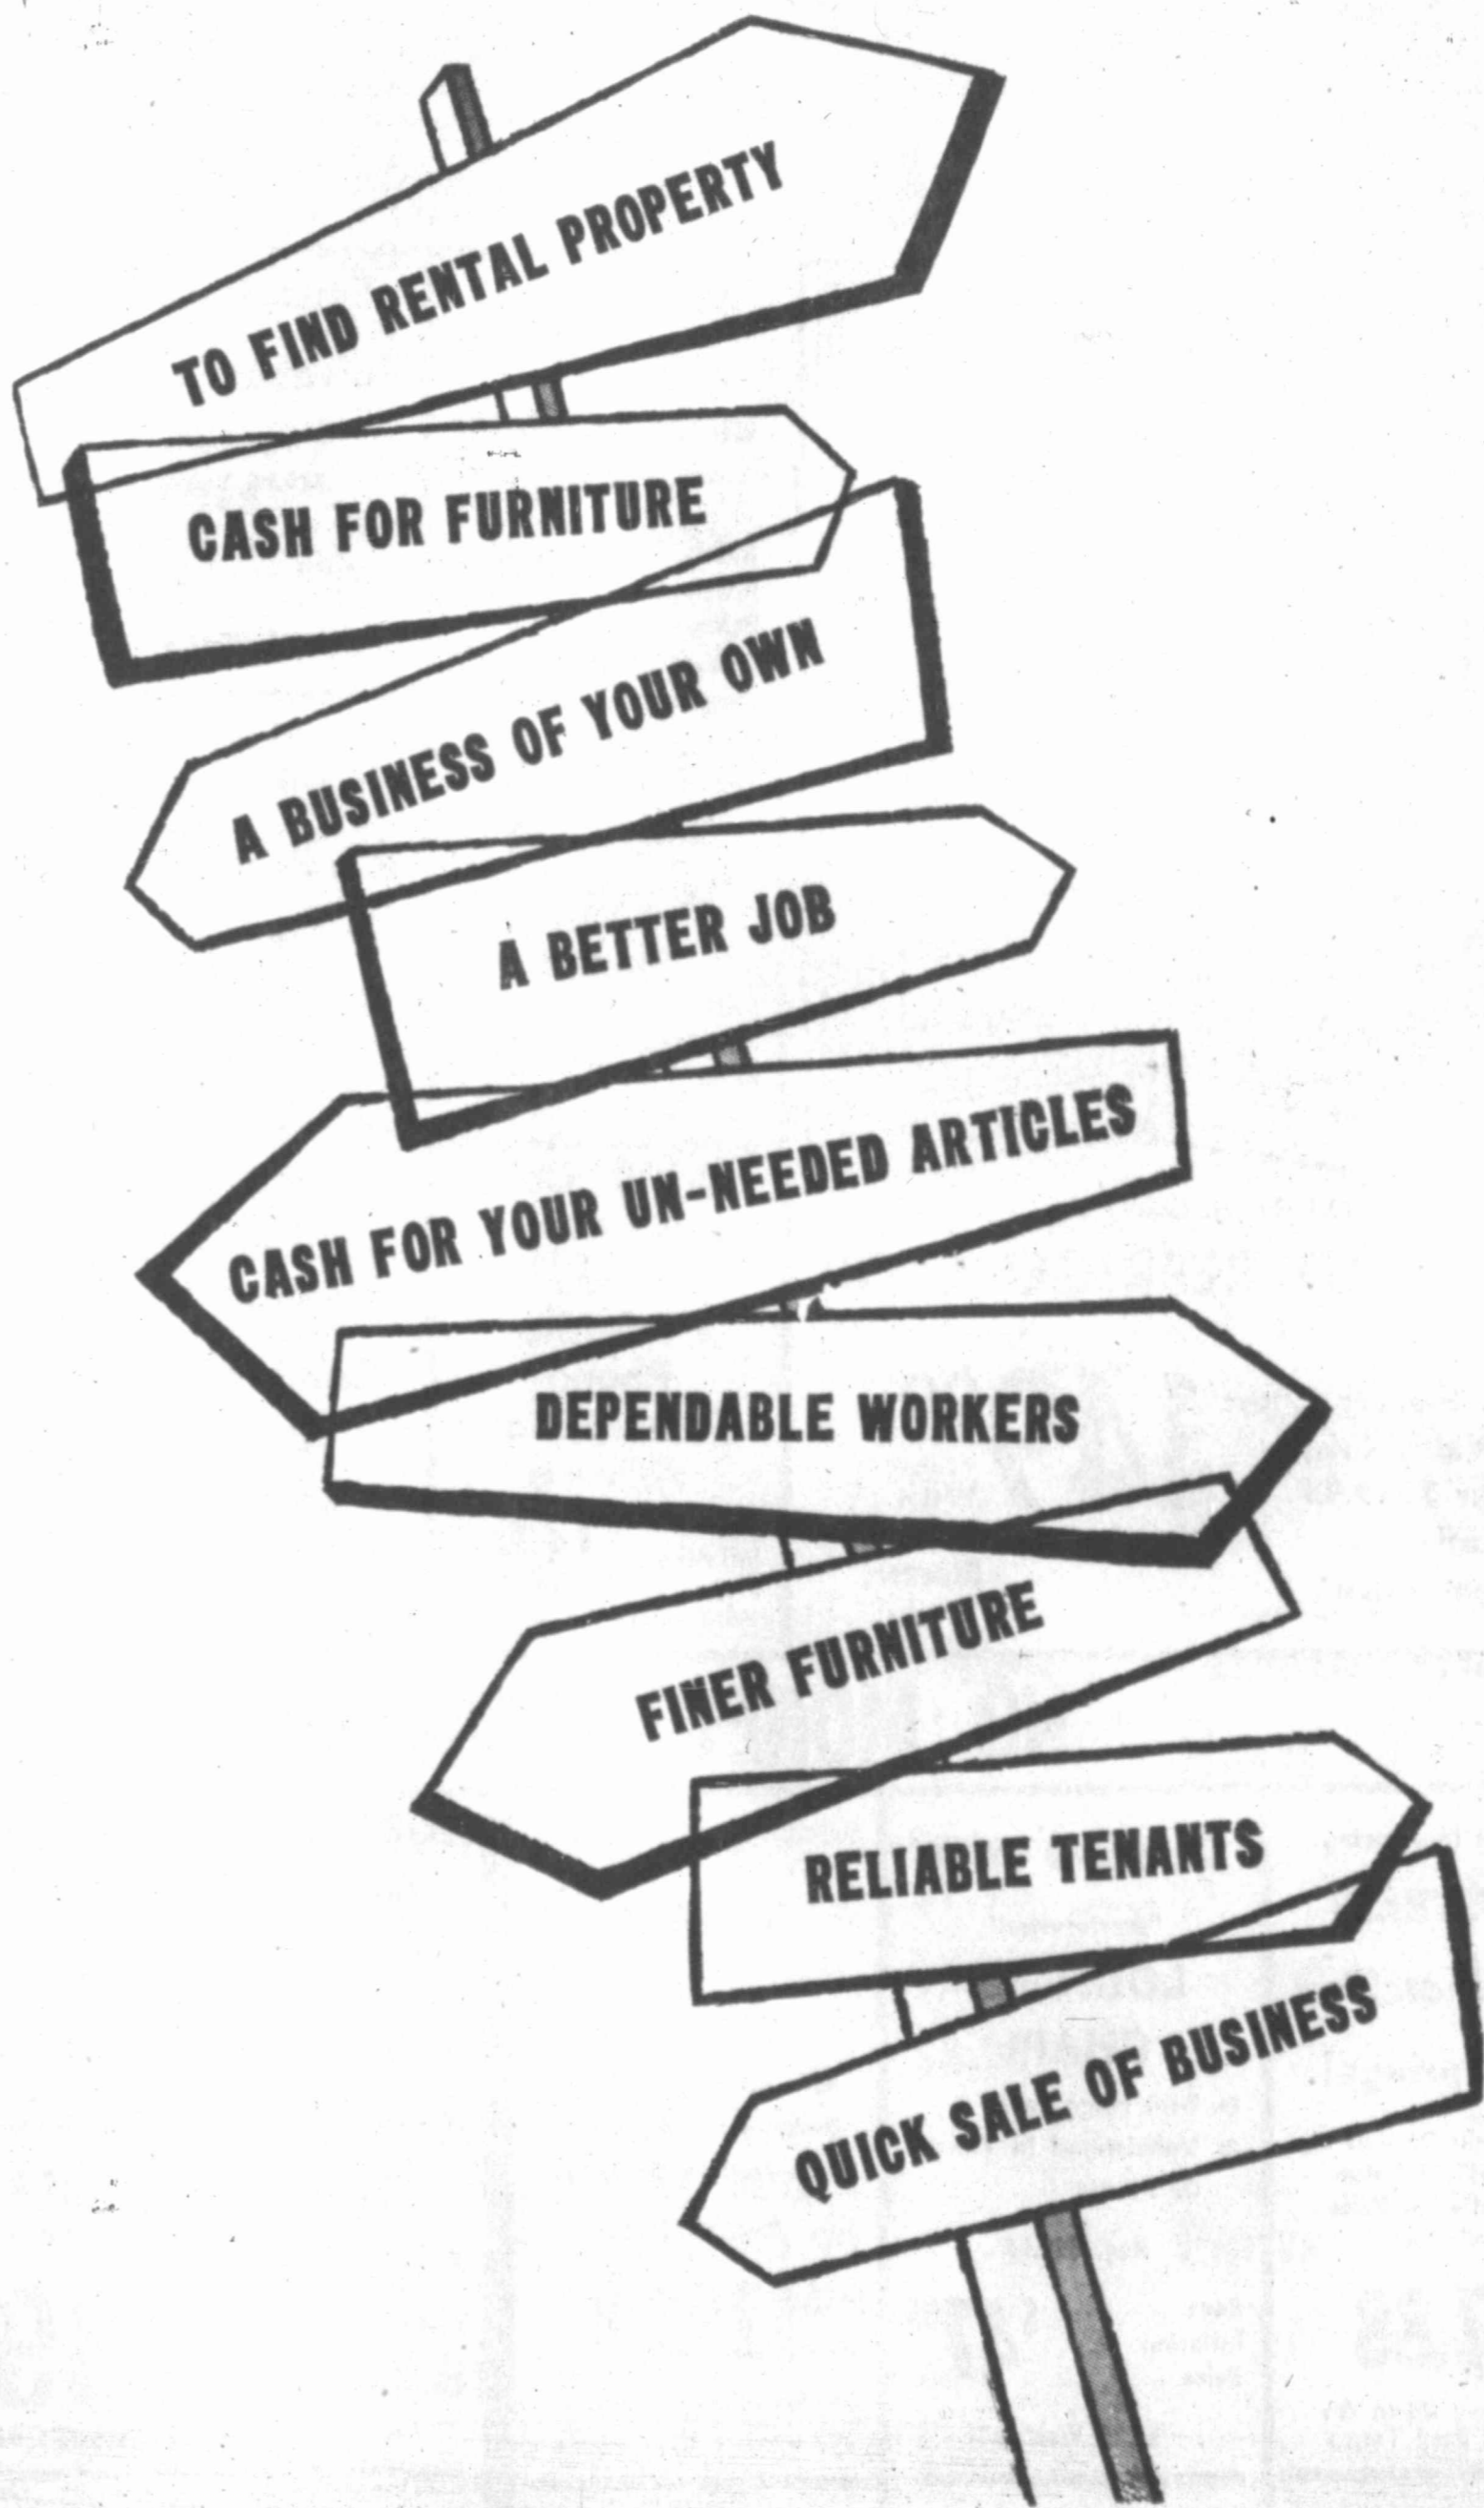 TO FIND RENTAL PROPERTY
CASH FOR FURNITURE
A BUSINESS OF YOUR OWN
A BETTER JOB
CASH FOR YOUR UN-NEEDED ARTICLES
DEPENDABLE WORKERS
FINER FURNITURE
RELIABLE TENANTS
QUICK SALE OF BUSINESS